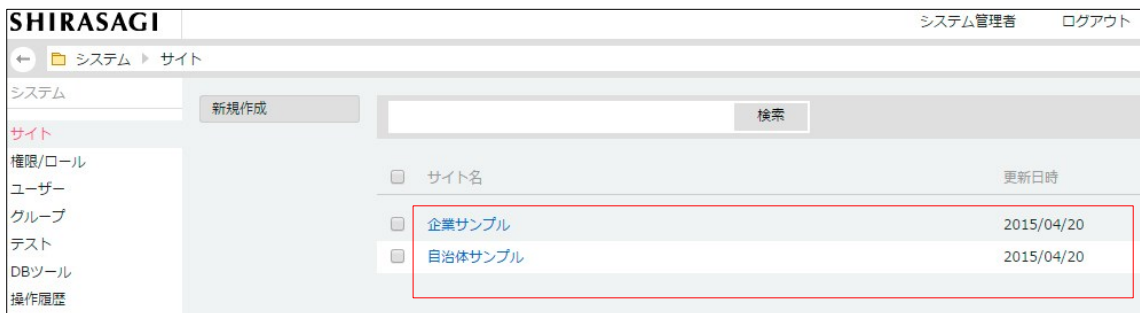 SHIRASAGI
システム管理者 ログアウト
システム サイト
システム
サイト
権限/ロール
ユーザー
グループ
テスト
DBツール
操作履歴
新規作成
検索
サイト名 更新日時
企業サンプル 2015/04/20
自治体サンプル 2015/04/20